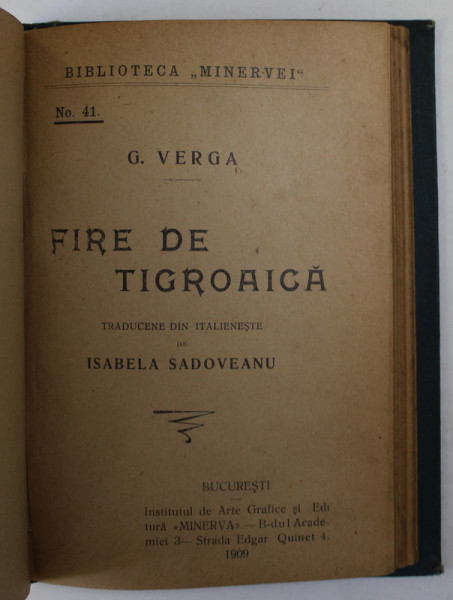 BIBLIOTECA „MINERVEI“
No. 41.
G. VERGA
FIRE DE
TIGROAICĂ
TRADUCENE DIN ITALIENEȘTE
DE
ISABELA SADOVEANU
BUCUREȘTI
Institutul de Arte Grafice și Edi
tură «MINERVA».— B-dul Acade-
miei 3— Strada Edgar Quinet 4.
1909